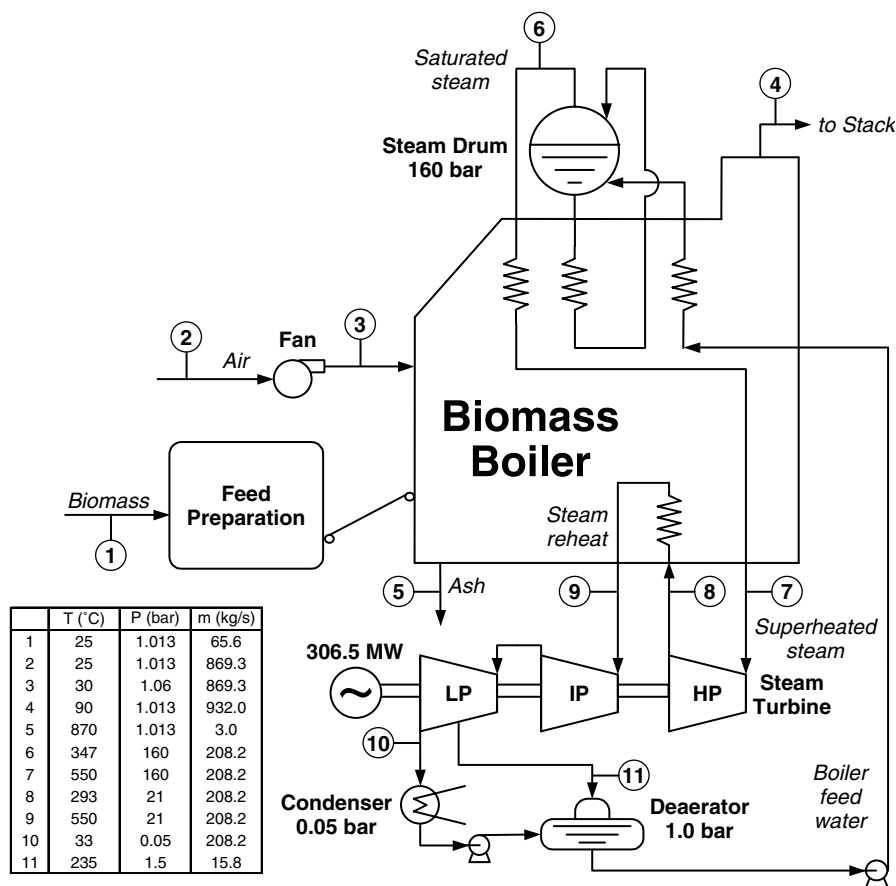 6
Saturated
steam
4
to Stack
Steam Drum
160 bar
2
Air
Fan
3
Biomass
Boiler
Biomass
1
Feed
Preparation
Steam
reheat
5
Ash
9
8
7
Superheated
steam
306.5 MW
~
LP
IP
HP
Steam
Turbine
10
11
Condenser
0.05 bar
Deaerator
1.0 bar
Boiler
feed
water
T (˚C) P (bar) m (kg/s)
1 25 1.013 65.6
2 25 1.013 869.3
3 30 1.06 869.3
4 90 1.013 932.0
5 870 1.013 3.0
6 347 160 208.2
7 550 160 208.2
8 293 21 208.2
9 550 21 208.2
10 33 0.05 208.2
11 235 1.5 15.8